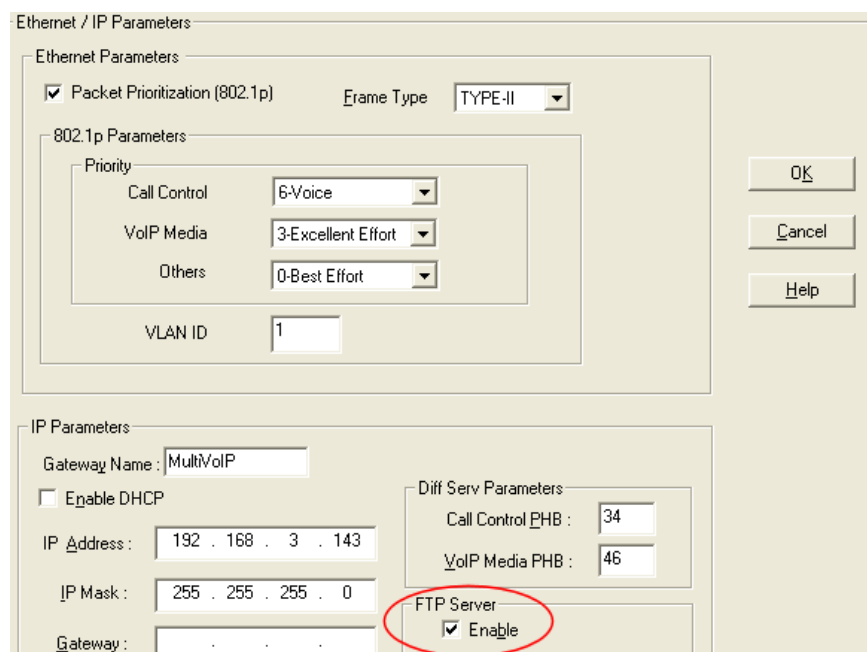 Ethernet / IP Parameters
Ethernet Parameters
Packet Prioritization (802.1p)
Frame Type
TYPE-II
802.1p Parameters
Priority
Call Control
6-Voice
VoIP Media
3-Excellent Effort
Others
0-Best Effort
VLAN ID
1
OK
Cancel
Help
IP Parameters
Gateway Name :
MultiVoIP
Enable DHCP
IP Address :
192 . 168 . 3 . 143
IP Mask :
255 . 255 . 255 . 0
Gateway :
. . .
Diff Serv Parameters
Call Control PHB :
34
VoIP Media PHB :
46
FTP Server
Enable